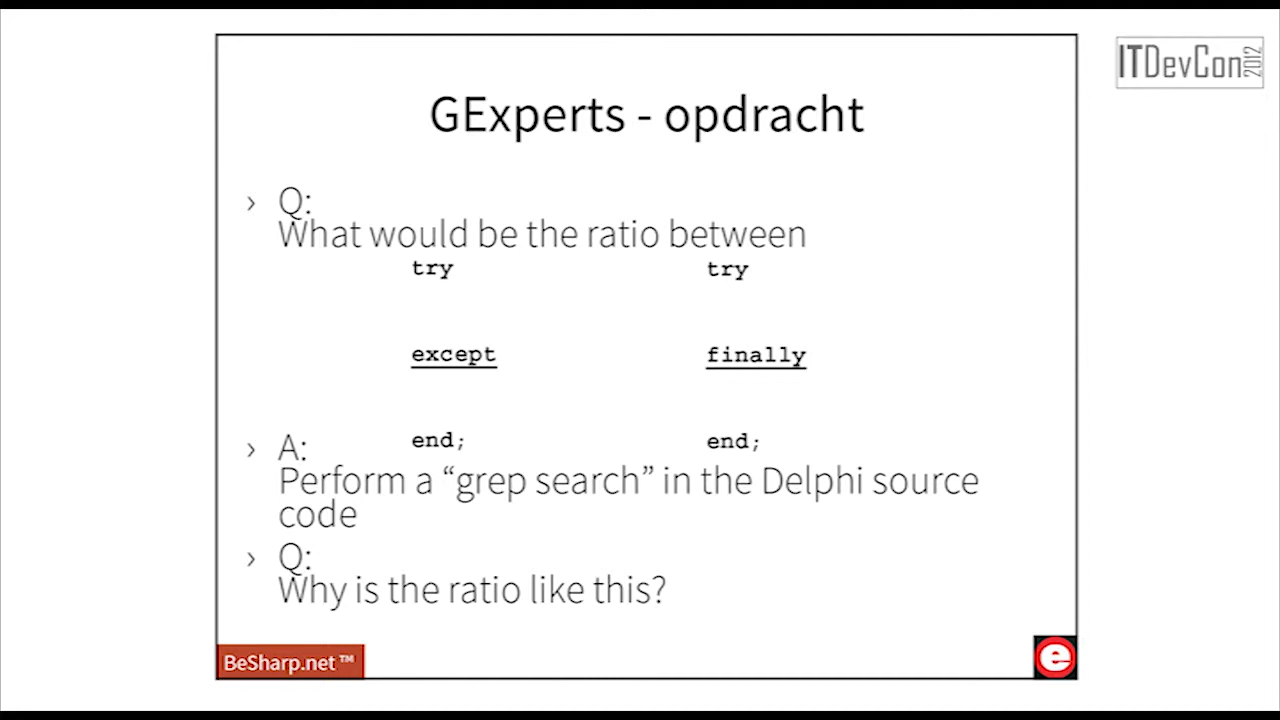 ITDevCon 2012
GExperts - opdracht
› Q:
What would be the ratio between
try try
except finally
end; end;
› A:
Perform a “grep search” in the Delphi source
code
› Q:
Why is the ratio like this?
BeSharp.net™
e